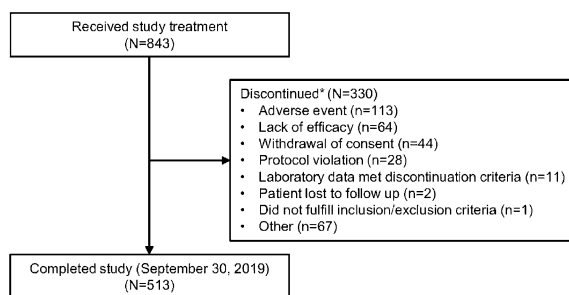 Received study treatment
(N=843)
Discontinued* (N=330)
• Adverse event (n=113)
• Lack of efficacy (n=64)
• Withdrawal of consent (n=44)
• Protocol violation (n=28)
• Laboratory data met discontinuation criteria (n=11)
• Patient lost to follow up (n=2)
• Did not fulfill inclusion/exclusion criteria (n=1)
• Other (n=67)
Completed study (September 30, 2019)
(N=513)